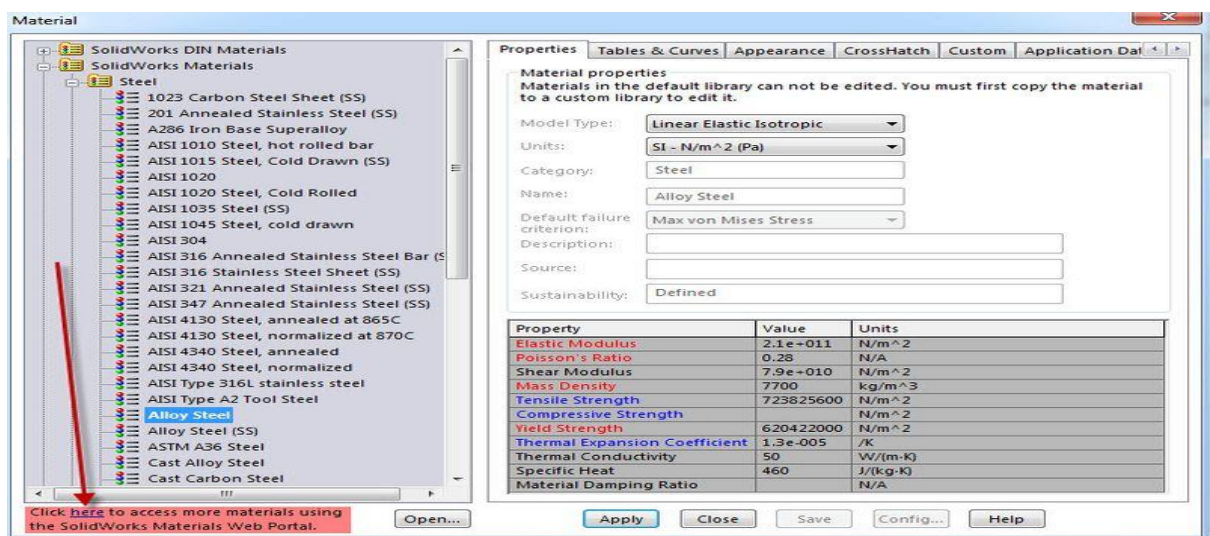 Material
SolidWorks DIN Materials
SolidWorks Materials
Steel
1023 Carbon Steel Sheet (SS)
201 Annealed Stainless Steel (SS)
A286 Iron Base Superalloy
AISI 1010 Steel, hot rolled bar
AISI 1015 Steel, Cold Drawn (SS)
AISI 1020
AISI 1020 Steel, Cold Rolled
AISI 1035 Steel (SS)
AISI 1045 Steel, cold drawn
AISI 304
AISI 316 Annealed Stainless Steel Bar (S
AISI 316 Stainless Steel Sheet (SS)
AISI 321 Annealed Stainless Steel (SS)
AISI 347 Annealed Stainless Steel (SS)
AISI 4130 Steel, annealed at 865C
AISI 4130 Steel, normalized at 870C
AISI 4340 Steel, annealed
AISI 4340 Steel, normalized
AISI Type 316L stainless steel
AISI Type A2 Tool Steel
Alloy Steel
Alloy Steel (SS)
ASTM A36 Steel
Cast Alloy Steel
Cast Carbon Steel
Click here to access more materials using
the SolidWorks Materials Web Portal.
Open...
Properties Tables & Curves Appearance CrossHatch Custom Application Dat
Material properties
Materials in the default library can not be edited. You must first copy the material
to a custom library to edit it.
Model Type: Linear Elastic Isotropic
Units: SI - N/m^2 (Pa)
Category: Steel
Name: Alloy Steel
Default failure criterion: Max von Mises Stress
Description:
Source:
Sustainability: Defined
Property Value Units
Elastic Modulus 2.1e+011 N/m^2
Poisson's Ratio 0.28 N/A
Shear Modulus 7.9e+010 N/m^2
Mass Density 7700 kg/m^3
Tensile Strength 723825600 N/m^2
Compressive Strength N/m^2
Yield Strength 620422000 N/m^2
Thermal Expansion Coefficient 1.3e-005 /K
Thermal Conductivity 50 W/(m·K)
Specific Heat 460 J/(kg·K)
Material Damping Ratio N/A
Apply Close Save Config... Help